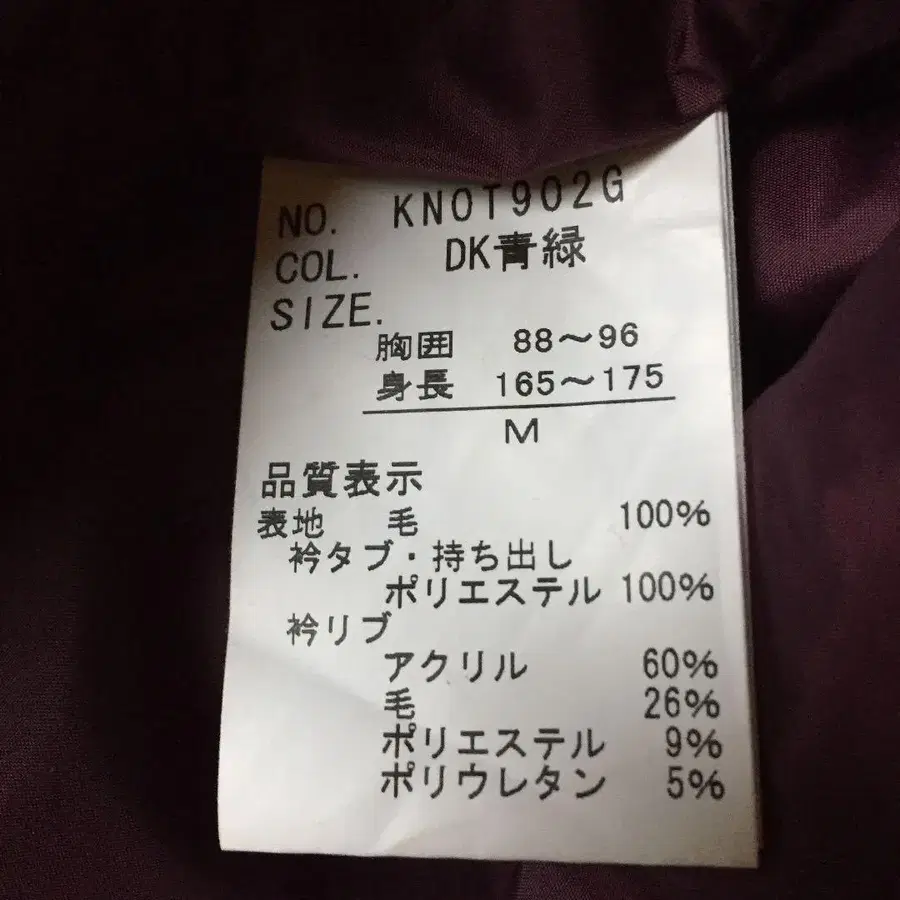 NO. KNOT902G
COL. DK青緑
SIZE.
胸囲 88～96
身長 165～175
M
品質表示
表地 毛 100%
衿タブ・持ち出し
ポリエステル 100%
衿リブ
アクリル 60%
毛 26%
ポリエステル 9%
ポリウレタン 5%